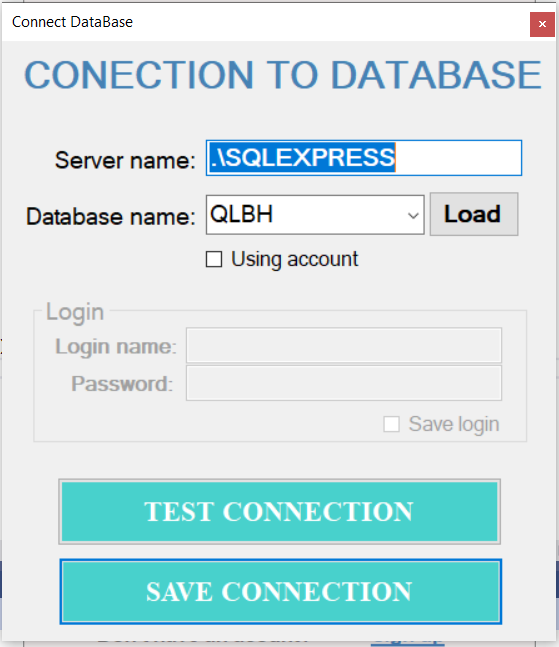 Connect DataBase
CONECTION TO DATABASE
Server name: .\SQLEXPRESS
Database name: QLBH Load
Using account
Login
Login name:
Password:
Save login
TEST CONNECTION
SAVE CONNECTION